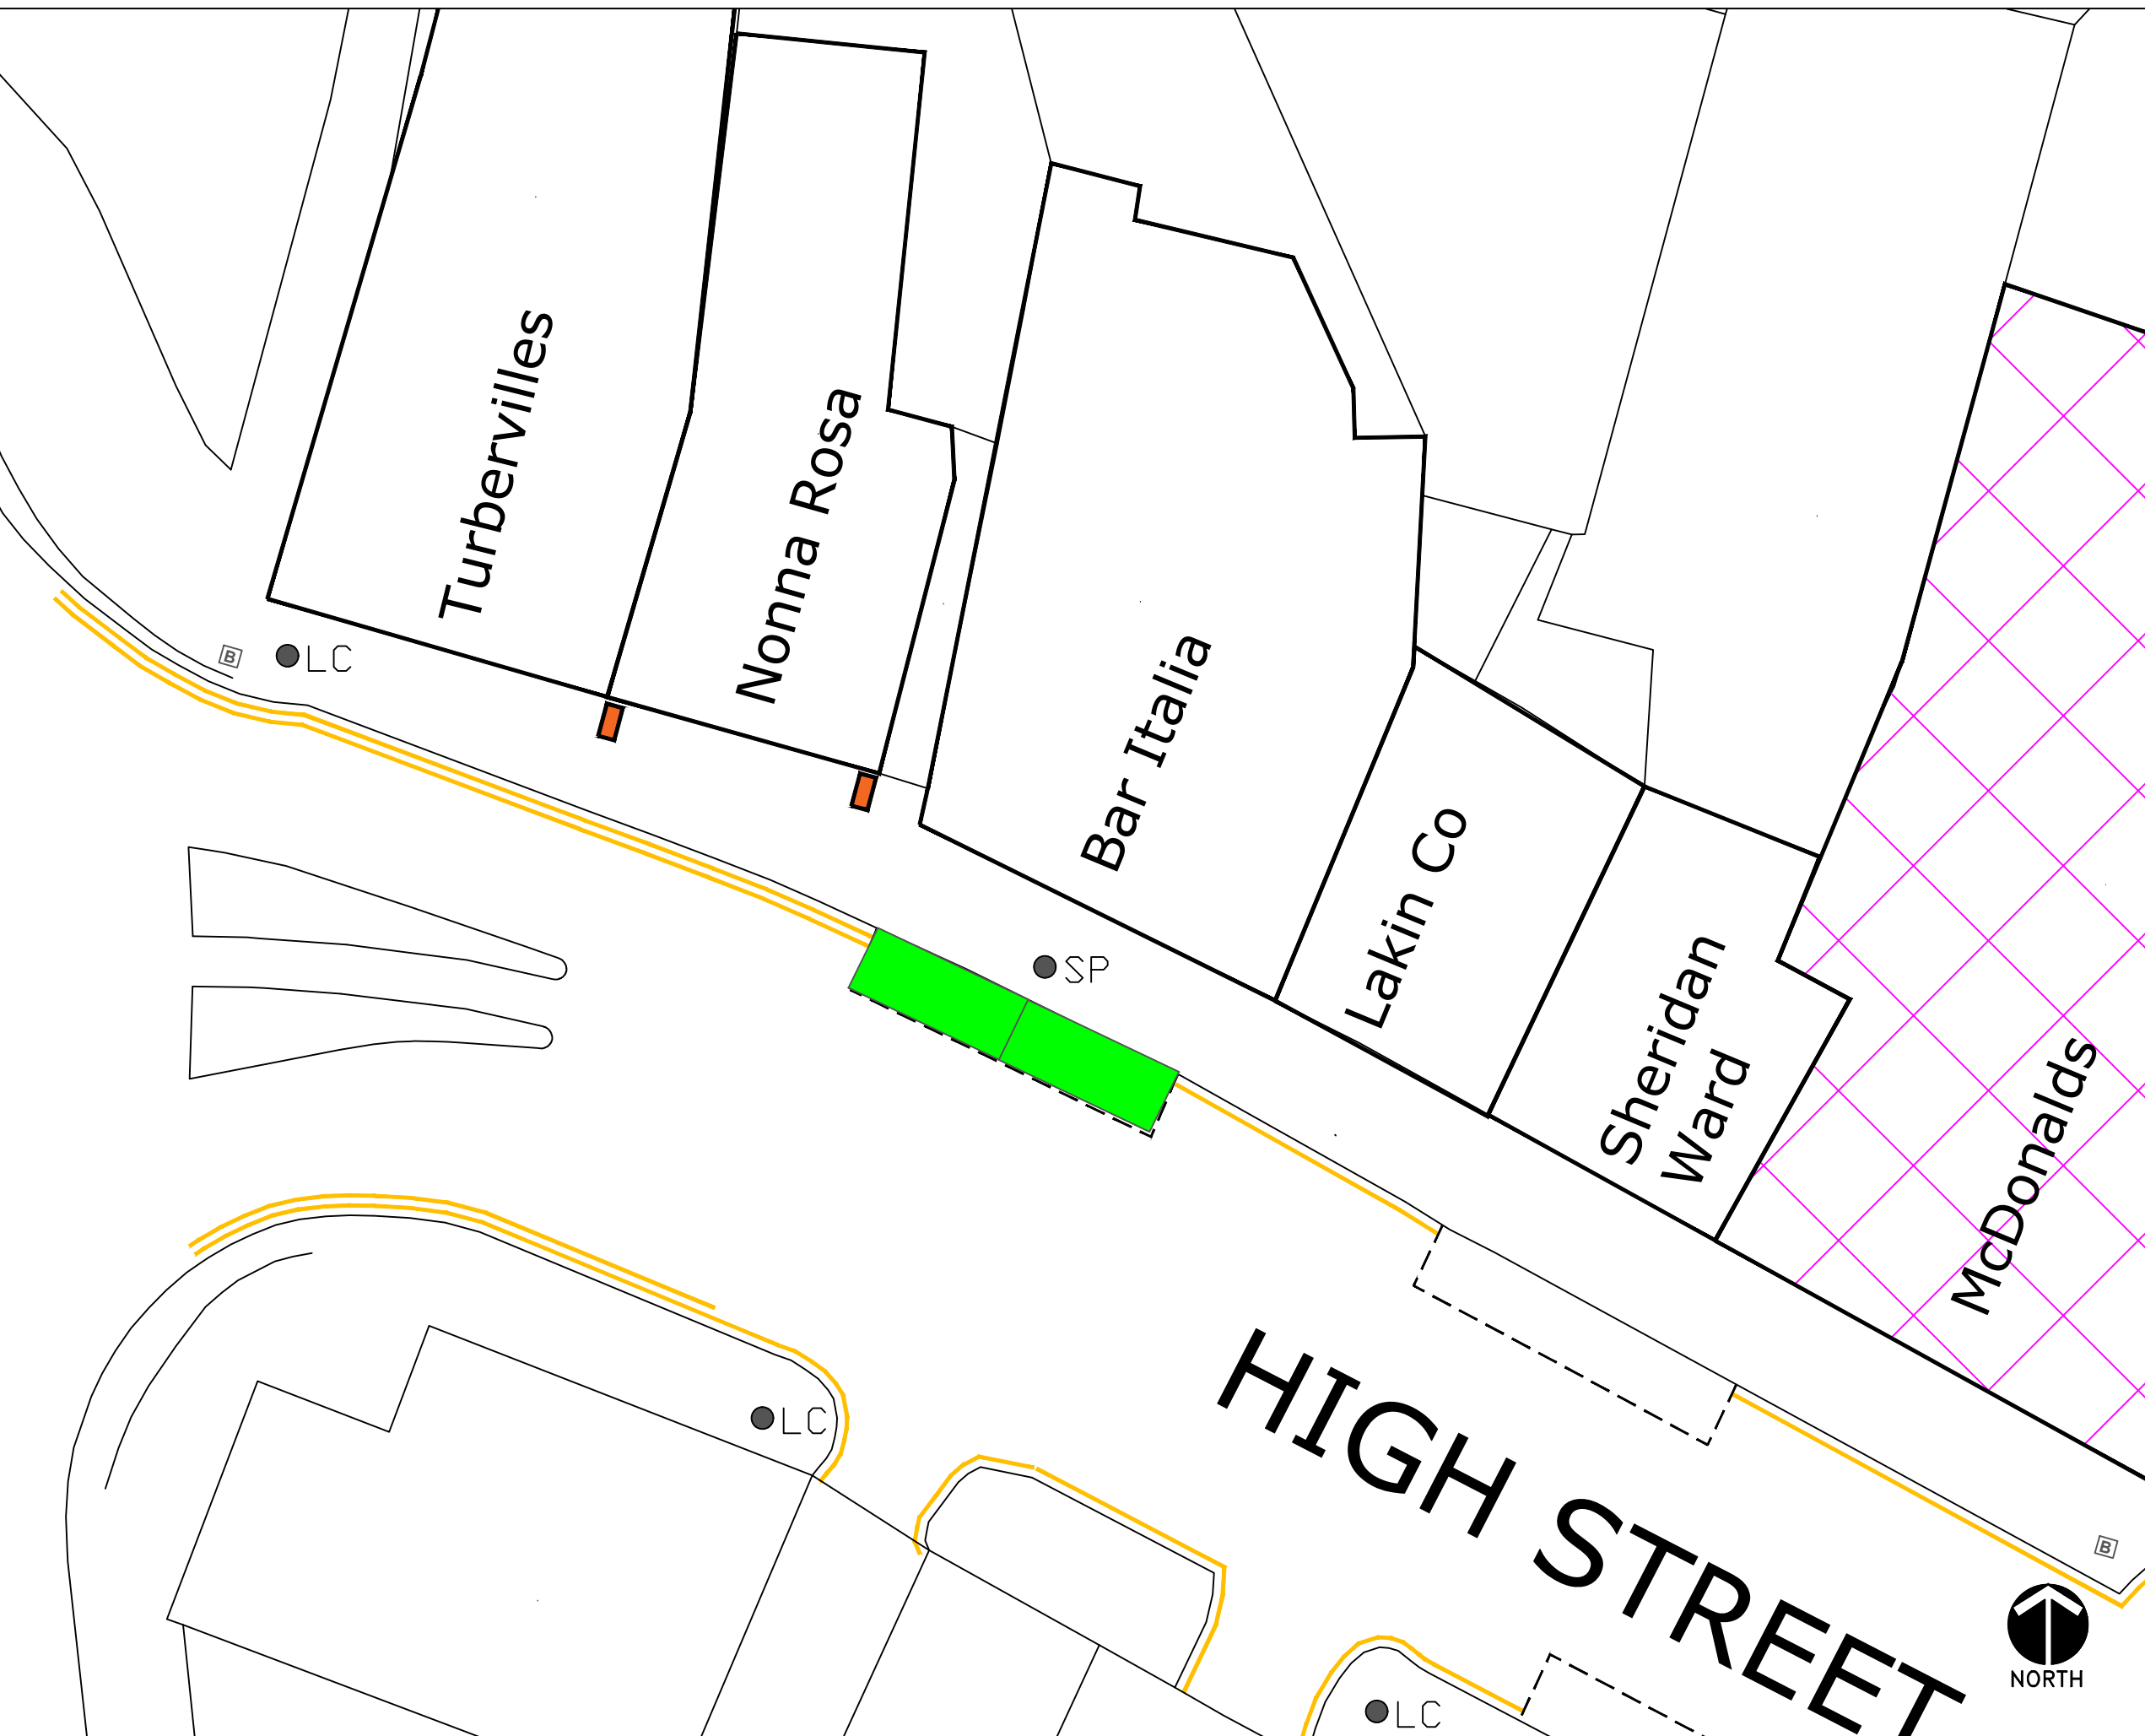 Turbervilles
Nonna Rosa
Bar Italia
Lakin Co
Sheridan
Ward
McDonalds
B
LC
SP
LC
HIGH STREET
B
NORTH
LC